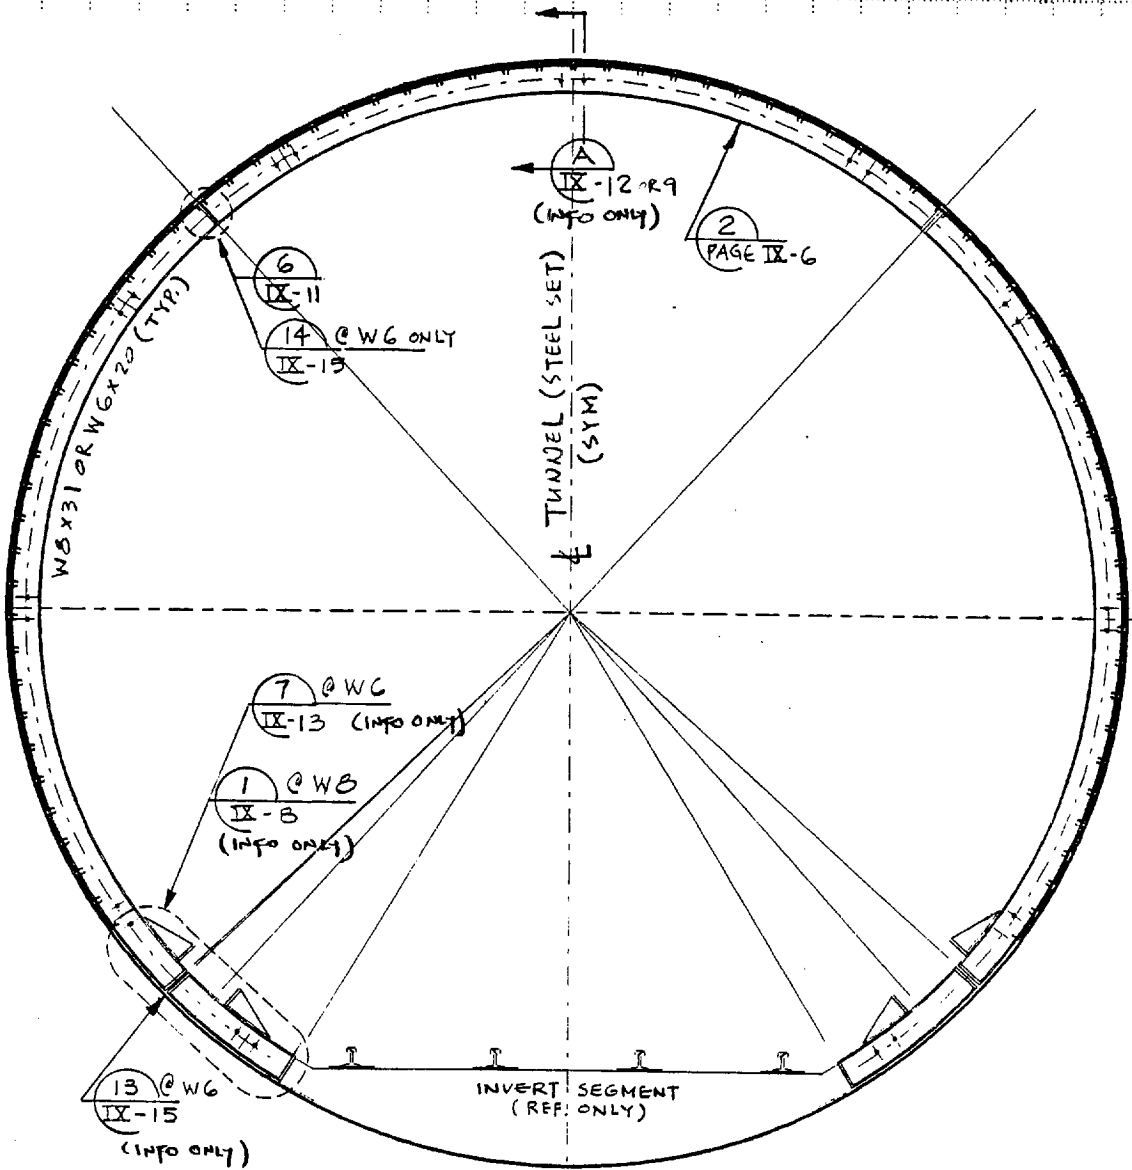 A
IX-12 OR 9
(INFO ONLY)
2
PAGE IX-6
6
IX-11
14 @ W6 ONLY
IX-15
W8X31 OR W6X20 (TYP.)
℄ TUNNEL (STEEL SET)
(SYM)
7 @ W6
IX-13 (INFO ONLY)
1 @ W8
IX-8
(INFO ONLY)
13 @ W6
IX-15
(INFO ONLY)
INVERT SEGMENT
(REF. ONLY)